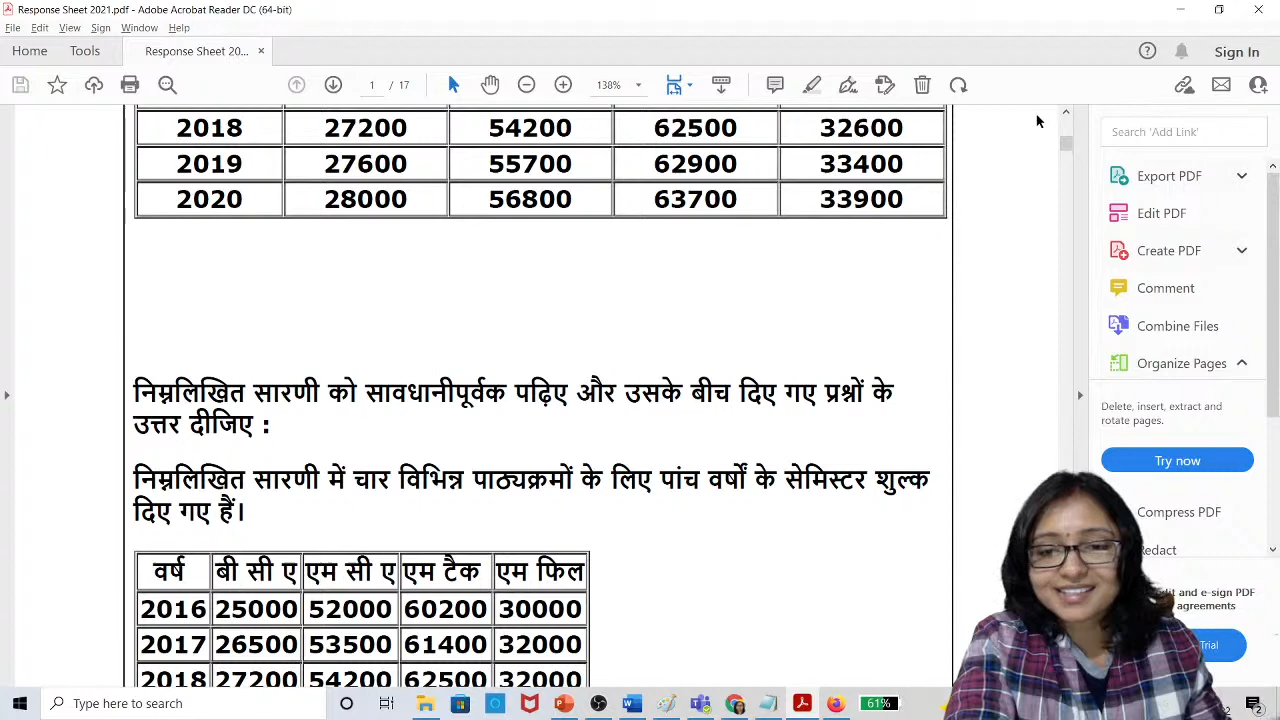 Response Sheet 2021.pdf - Adobe Acrobat Reader DC (64-bit)
File Edit View Sign Window Help
Home Tools Response Sheet 20... × Sign In
1 / 17 138%
2018 27200 54200 62500 32600
2019 27600 55700 62900 33400
2020 28000 56800 63700 33900
निम्नलिखित सारणी को सावधानीपूर्वक पढ़िए और उसके बीच दिए गए प्रश्नों के
उत्तर दीजिए :
निम्नलिखित सारणी में चार विभिन्न पाठ्यक्रमों के लिए पांच वर्षों के सेमिस्टर शुल्क
दिए गए हैं।
वर्ष बी सी ए एम सी ए एम टैक एम फिल
2016 25000 52000 60200 30000
2017 26500 53500 61400 32000
2018 27200 54200 62500 32000
Search 'Add Link'
Export PDF
Edit PDF
Create PDF
Comment
Combine Files
Organize Pages
Delete, insert, extract and
rotate pages.
Try now
Compress PDF
Redact
e-sign PDF
agreements
Trial
Type here to search
61%
2